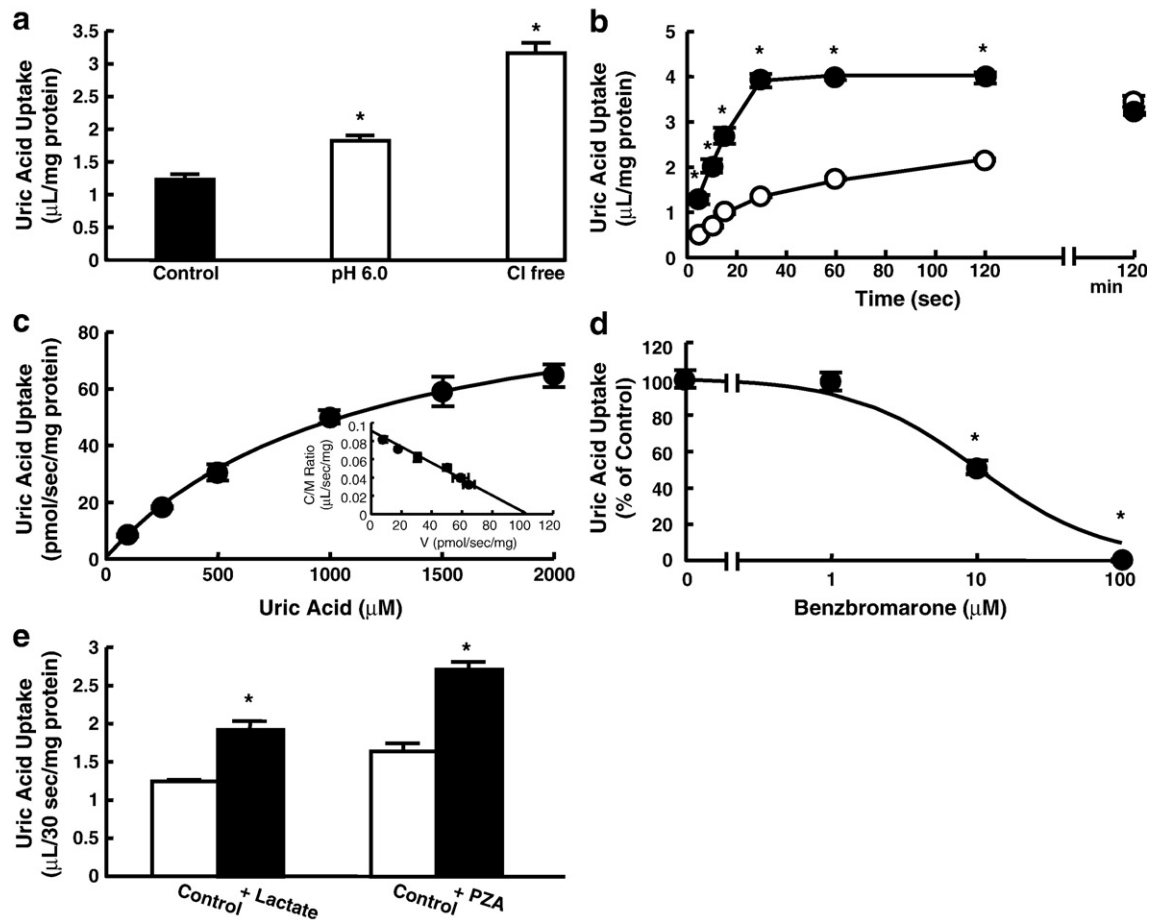 a
Uric Acid Uptake
(μL/mg protein)
3.5
3
2.5
2
1.5
1
0.5
0
*
*
Control
pH 6.0
Cl free
b
Uric Acid Uptake
(μL/mg protein)
5
4
3
2
1
0
* * * * * * *
0 20 40 60 80 100 120
120
min
Time (sec)
c
Uric Acid Uptake
(pmol/sec/mg protein)
80
60
40
20
0
0 500 1000 1500 2000
Uric Acid (μM)
C/M Ratio
(μL/sec/mg)
0.1
0.08
0.06
0.04
0.02
0
0 20 40 60 80 100 120
V (pmol/sec/mg)
d
Uric Acid Uptake
(% of Control)
120
100
80
60
40
20
0
*
*
0 1 10 100
Benzbromarone (μM)
e
Uric Acid Uptake
(μL/30 sec/mg protein)
3
2.5
2
1.5
1
0.5
0
*
*
Control
+ Lactate
Control
+ PZA